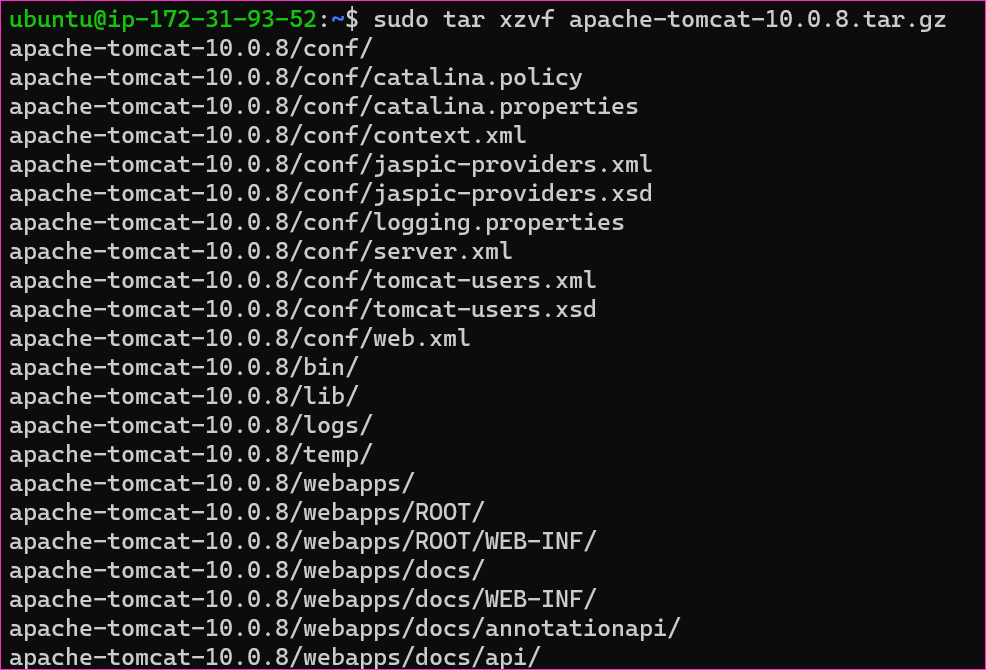 ubuntu@ip-172-31-93-52:~$ sudo tar xzvf apache-tomcat-10.0.8.tar.gz
apache-tomcat-10.0.8/conf/
apache-tomcat-10.0.8/conf/catalina.policy
apache-tomcat-10.0.8/conf/catalina.properties
apache-tomcat-10.0.8/conf/context.xml
apache-tomcat-10.0.8/conf/jaspic-providers.xml
apache-tomcat-10.0.8/conf/jaspic-providers.xsd
apache-tomcat-10.0.8/conf/logging.properties
apache-tomcat-10.0.8/conf/server.xml
apache-tomcat-10.0.8/conf/tomcat-users.xml
apache-tomcat-10.0.8/conf/tomcat-users.xsd
apache-tomcat-10.0.8/conf/web.xml
apache-tomcat-10.0.8/bin/
apache-tomcat-10.0.8/lib/
apache-tomcat-10.0.8/logs/
apache-tomcat-10.0.8/temp/
apache-tomcat-10.0.8/webapps/
apache-tomcat-10.0.8/webapps/ROOT/
apache-tomcat-10.0.8/webapps/ROOT/WEB-INF/
apache-tomcat-10.0.8/webapps/docs/
apache-tomcat-10.0.8/webapps/docs/WEB-INF/
apache-tomcat-10.0.8/webapps/docs/annotationapi/
apache-tomcat-10.0.8/webapps/docs/api/